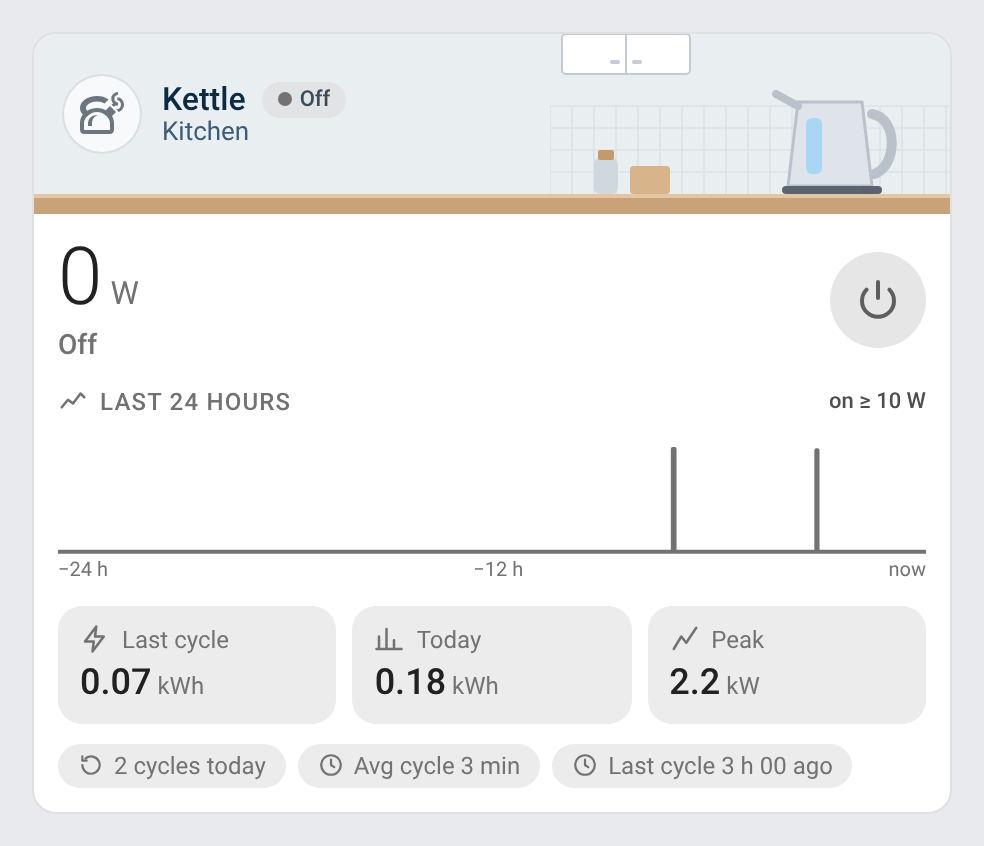 Kettle
Off
Kitchen
0 W
Off
LAST 24 HOURS
on ≥ 10 W
−24 h
−12 h
now
Last cycle
0.07 kWh
Today
0.18 kWh
Peak
2.2 kW
2 cycles today
Avg cycle 3 min
Last cycle 3 h 00 ago